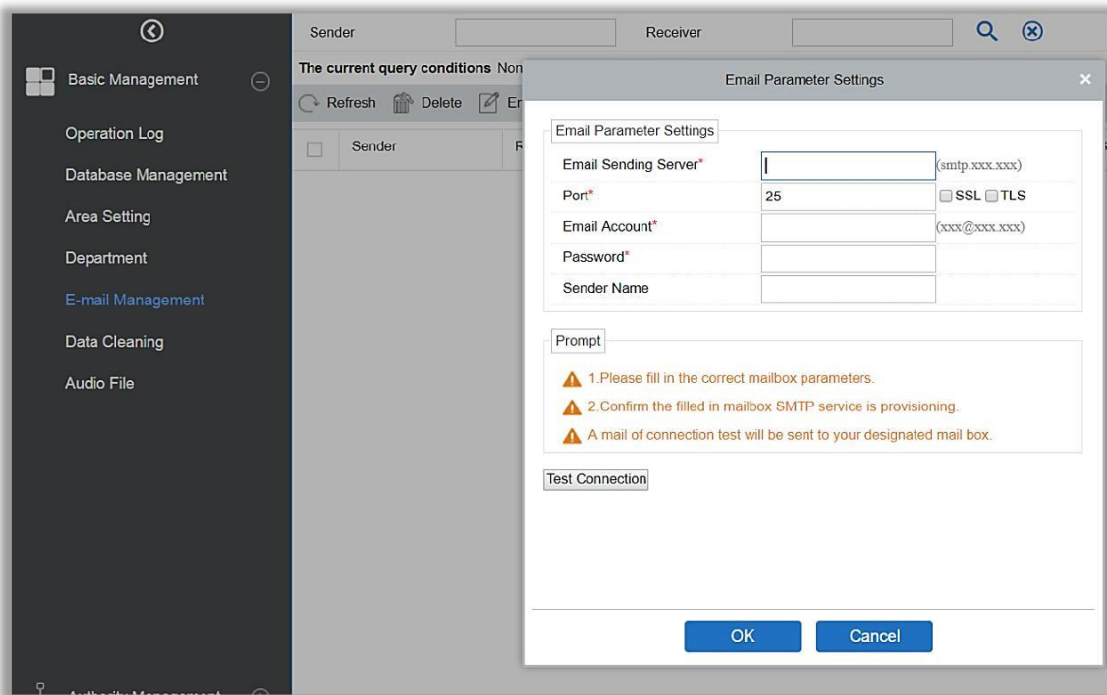 Sender
Receiver
Basic Management
The current query conditions Non
Refresh Delete
Sender
Operation Log
Database Management
Area Setting
Department
E-mail Management
Data Cleaning
Audio File
Email Parameter Settings
Email Parameter Settings
Email Sending Server* (smtp.xxx.xxx)
Port* 25 SSL TLS
Email Account* (xxx@xxx.xxx)
Password*
Sender Name
Prompt
1.Please fill in the correct mailbox parameters.
2.Confirm the filled in mailbox SMTP service is provisioning.
A mail of connection test will be sent to your designated mail box.
Test Connection
OK Cancel
Authority Management